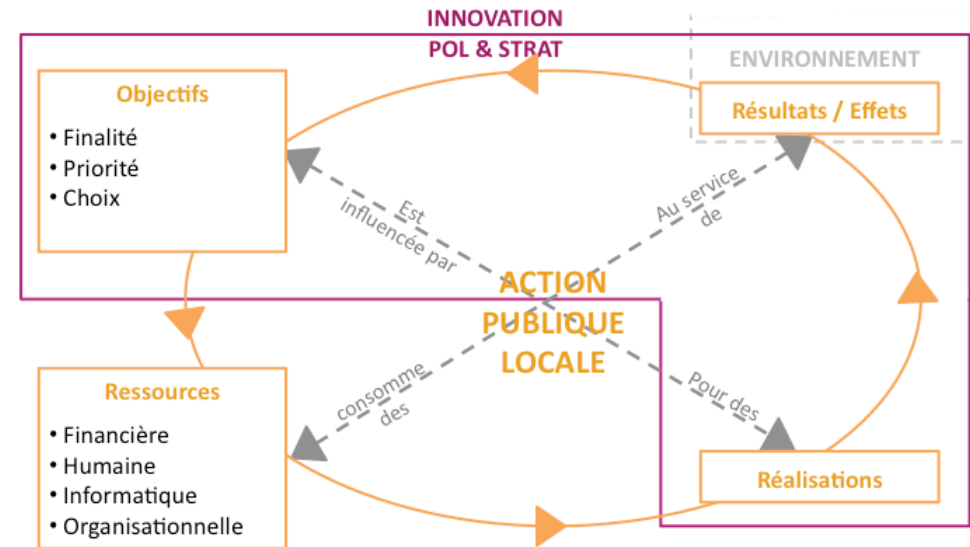 INNOVATION
POL & STRAT
ENVIRONNEMENT
Objectifs
• Finalité
• Priorité
• Choix
Résultats / Effets
Est
influencée par
Au service
de
ACTION
PUBLIQUE
LOCALE
consomme
des
Pour des
Ressources
• Financière
• Humaine
• Informatique
• Organisationnelle
Réalisations